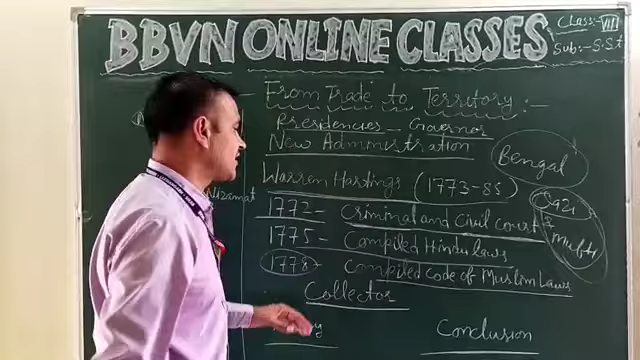 BBVN ONLINE CLASSES
Class:- VIII
Sub:- S.St
From Trade to Territory :-
Presidencies - Governor
New Administration
Bengal
Warren Hastings (1773-85)
Nizamat
1772 - Criminal and Civil court
Qazi & Mufti
1775 - Compiled Hindu laws
1778 - Compiled Code of Muslim Laws
Collector
Conclusion